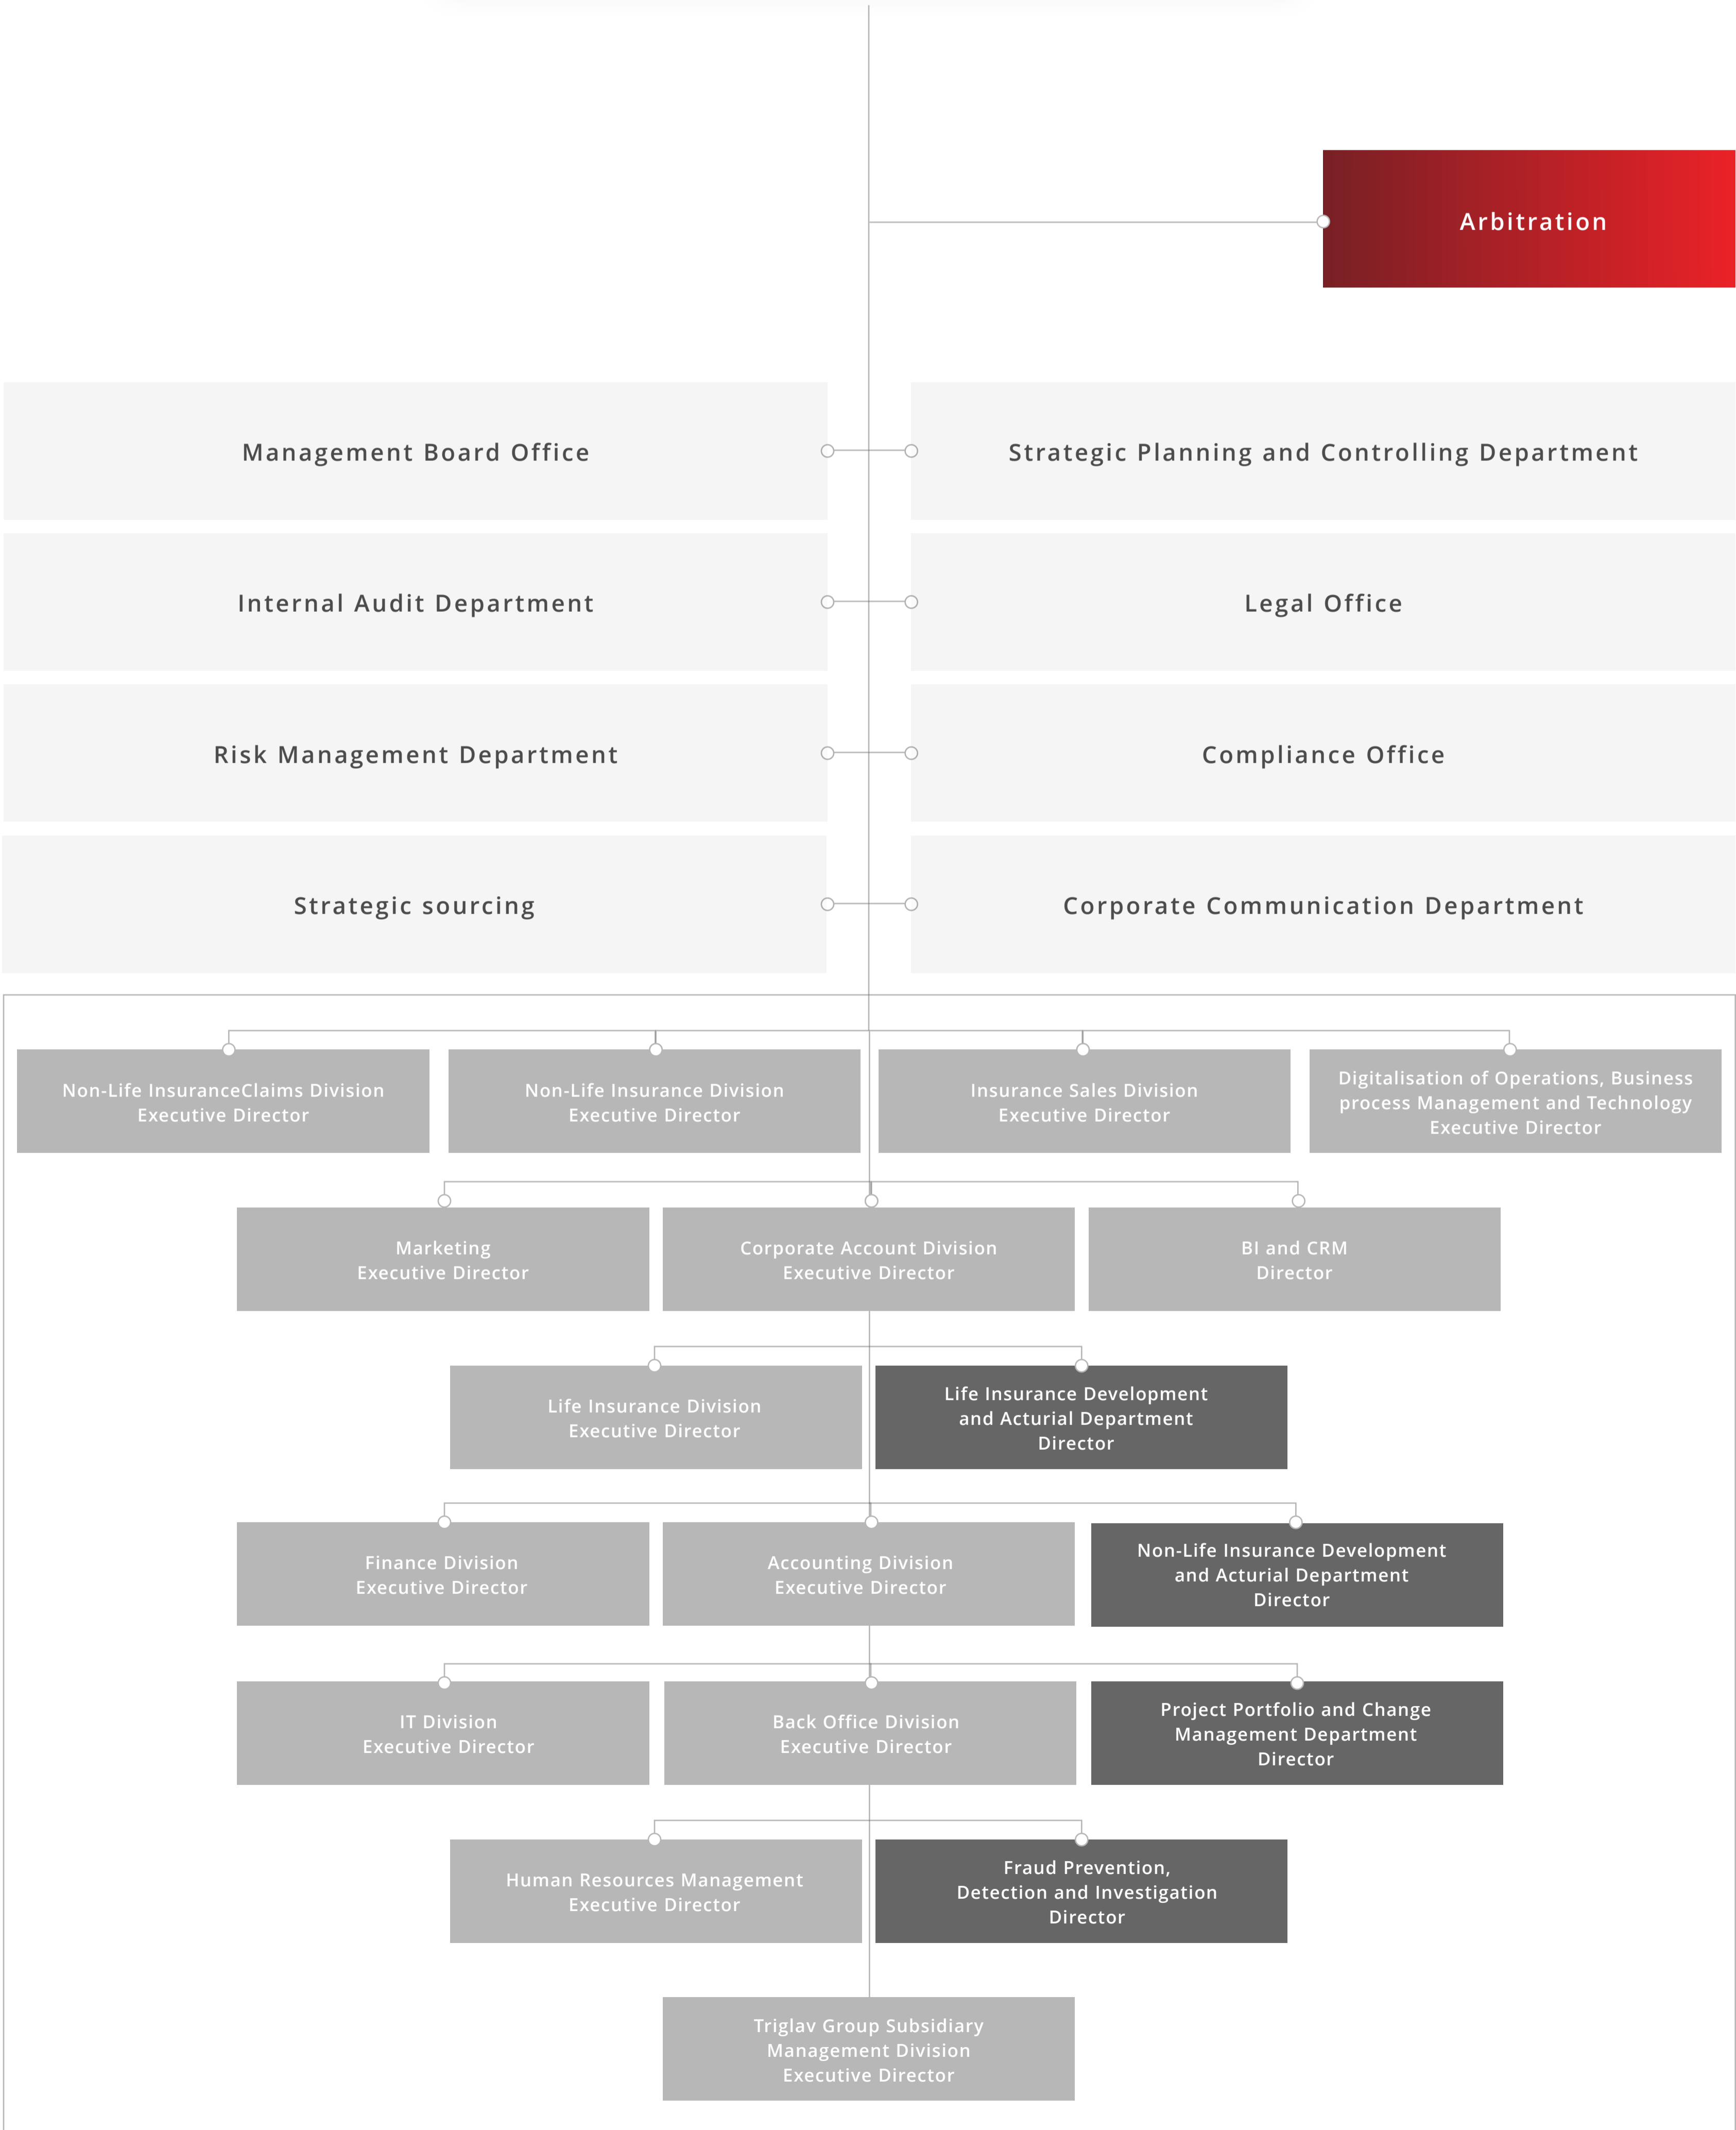 Arbitration
Management Board Office
Strategic Planning and Controlling Department
Internal Audit Department
Legal Office
Risk Management Department
Compliance Office
Strategic sourcing
Corporate Communication Department
Non-Life InsuranceClaims Division
Executive Director
Non-Life Insurance Division
Executive Director
Insurance Sales Division
Executive Director
Digitalisation of Operations, Business
process Management and Technology
Executive Director
Marketing
Executive Director
Corporate Account Division
Executive Director
BI and CRM
Director
Life Insurance Division
Executive Director
Life Insurance Development
and Acturial Department
Director
Finance Division
Executive Director
Accounting Division
Executive Director
Non-Life Insurance Development
and Acturial Department
Director
IT Division
Executive Director
Back Office Division
Executive Director
Project Portfolio and Change
Management Department
Director
Human Resources Management
Executive Director
Fraud Prevention,
Detection and Investigation
Director
Triglav Group Subsidiary
Management Division
Executive Director